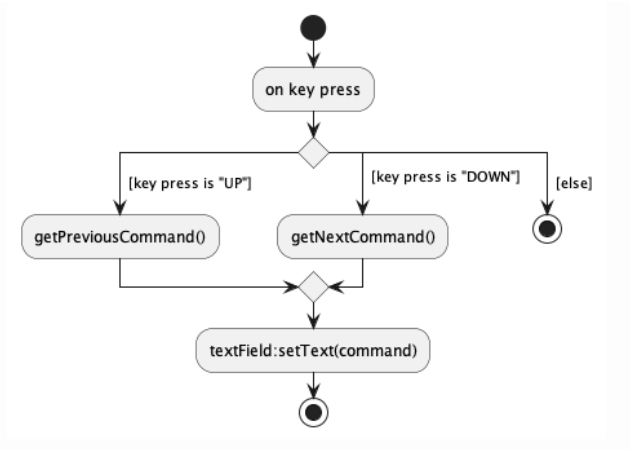 on key press
[key press is "UP"]
[key press is "DOWN"]
[else]
getPreviousCommand()
getNextCommand()
textField:setText(command)